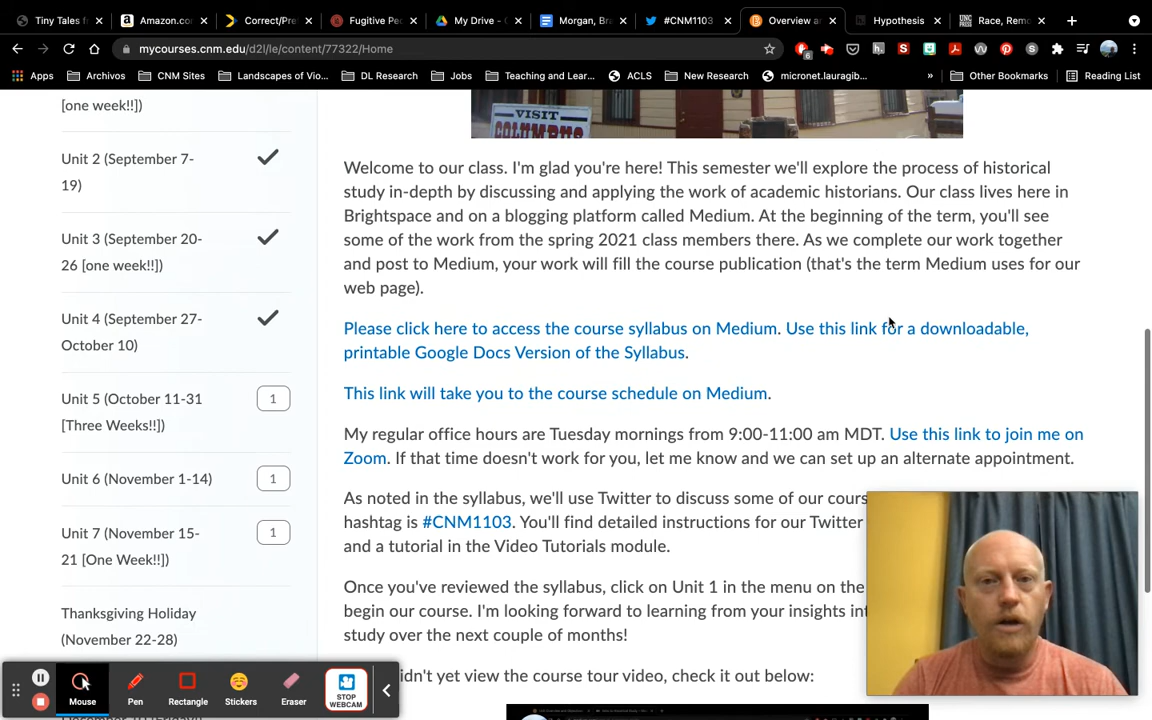 Tiny Tales f
Amazon.co
Correct/Pre
Fugitive Pe
My Drive - G
Morgan, Bra
#CNM1103
Overview an
Hypothesis
Race, Remo
mycourses.cnm.edu/d2l/le/content/77322/Home
6
Apps
Archivos
CNM Sites
Landscapes of Vio...
DL Research
Jobs
Teaching and Lear...
ACLS
New Research
micronet.lauragib...
»
Other Bookmarks
Reading List
[one week!!])
Unit 2 (September 7-
19)
Unit 3 (September 20-
26 [one week!!])
Unit 4 (September 27-
October 10)
Unit 5 (October 11-31
[Three Weeks!!])
1
Unit 6 (November 1-14)
1
Unit 7 (November 15-
21 [One Week!!])
1
Thanksgiving Holiday
(November 22-28)
VISIT
COLUMBUS
Welcome to our class. I'm glad you're here! This semester we'll explore the process of historical
study in-depth by discussing and applying the work of academic historians. Our class lives here in
Brightspace and on a blogging platform called Medium. At the beginning of the term, you'll see
some of the work from the spring 2021 class members there. As we complete our work together
and post to Medium, your work will fill the course publication (that's the term Medium uses for our
web page).
Please click here to access the course syllabus on Medium. Use this link for a downloadable,
printable Google Docs Version of the Syllabus.
This link will take you to the course schedule on Medium.
My regular office hours are Tuesday mornings from 9:00-11:00 am MDT. Use this link to join me on
Zoom. If that time doesn't work for you, let me know and we can set up an alternate appointment.
As noted in the syllabus, we'll use Twitter to discuss some of our cours
hashtag is #CNM1103. You'll find detailed instructions for our Twitter
and a tutorial in the Video Tutorials module.
Once you've reviewed the syllabus, click on Unit 1 in the menu on the
begin our course. I'm looking forward to learning from your insights int
study over the next couple of months!
idn't yet view the course tour video, check it out below:
Mouse
Pen
Rectangle
Stickers
Eraser
STOP
WEBCAM